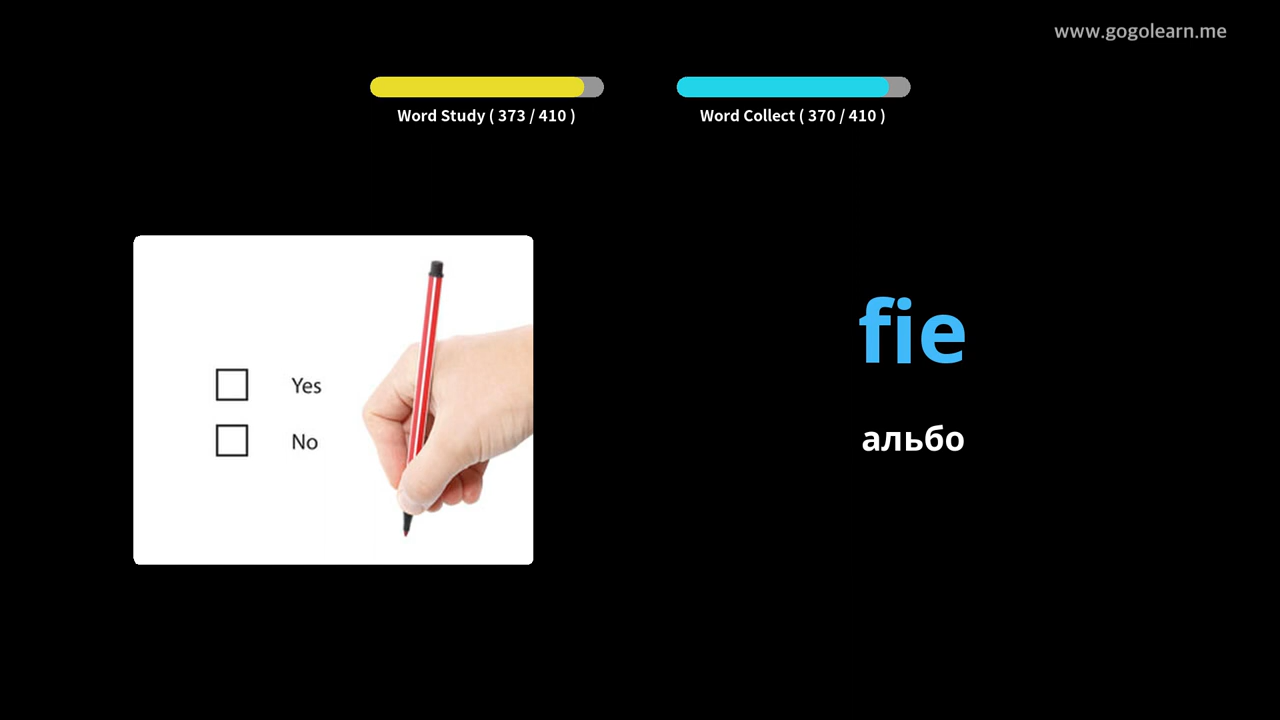 www.gogolearn.me
Word Study ( 373 / 410 )
Word Collect ( 370 / 410 )
Yes
No
fie
альбо